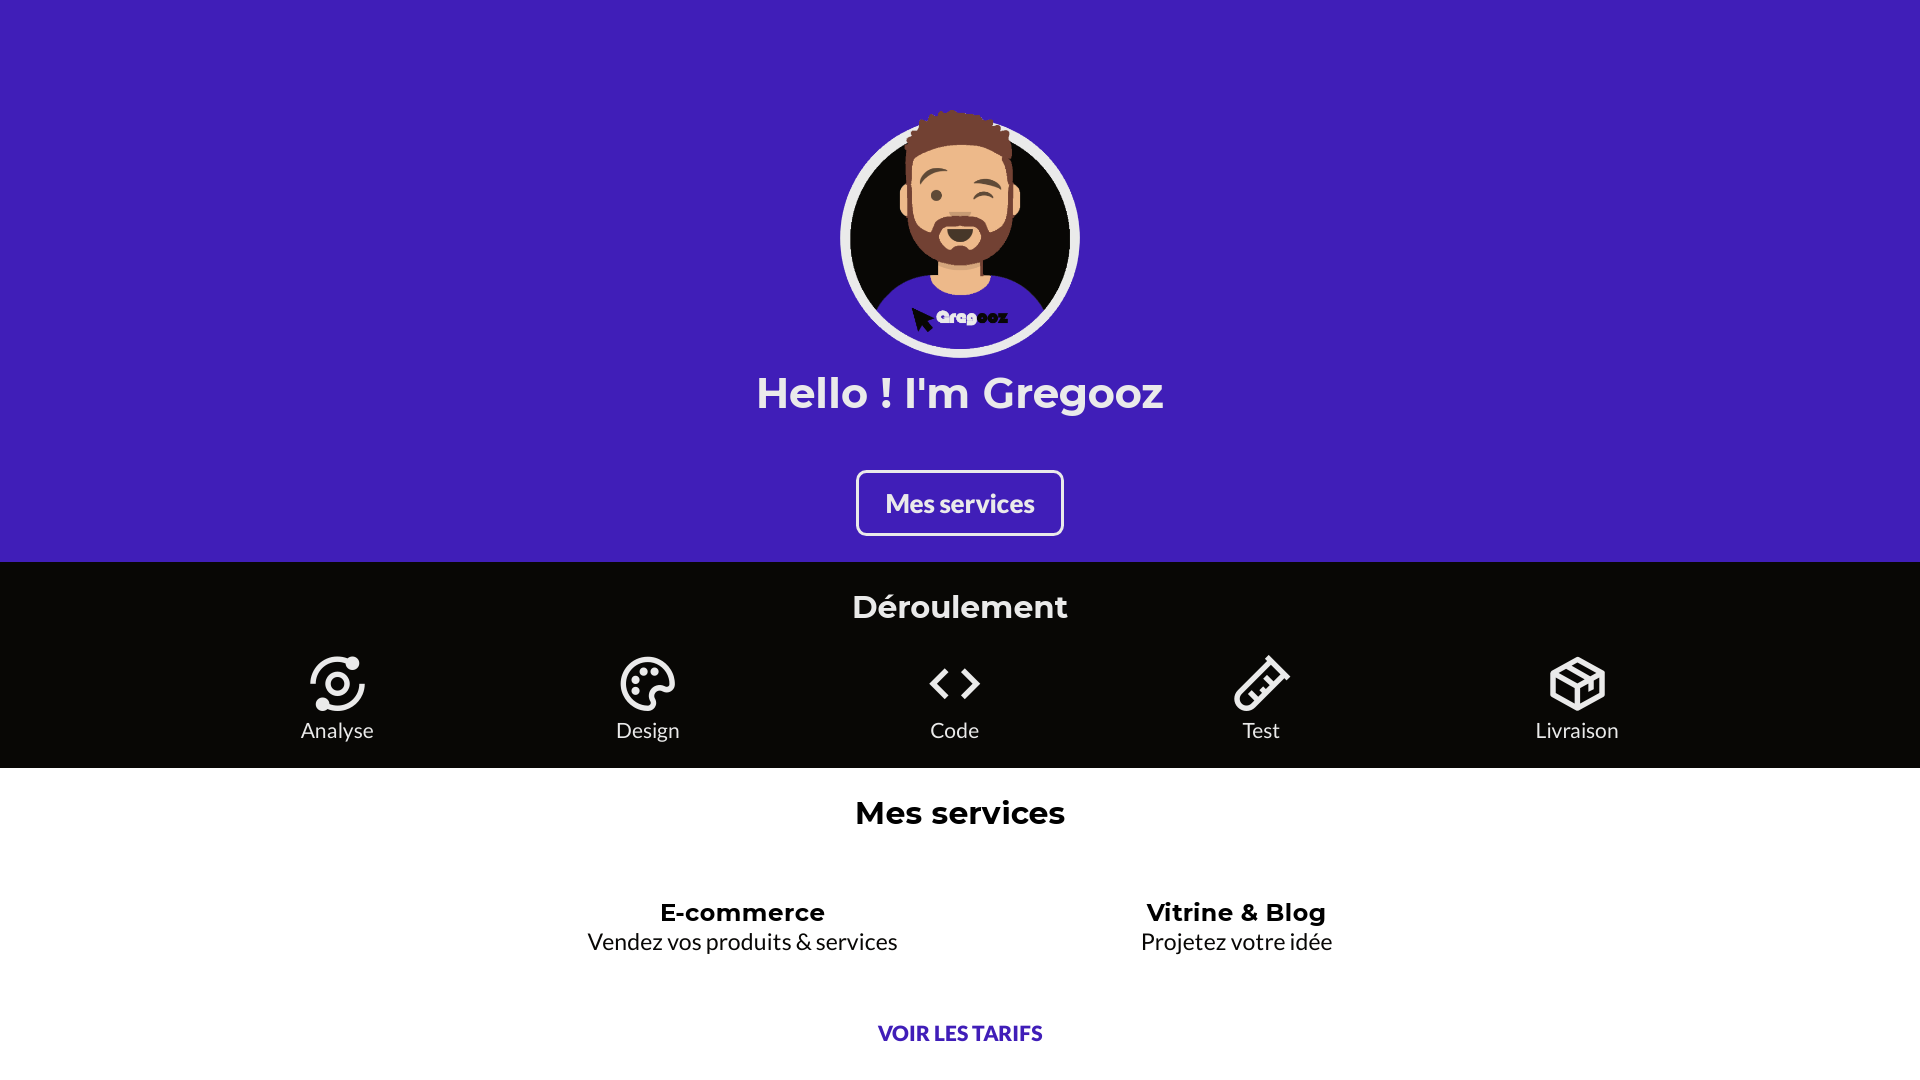 Gregooz
Hello ! I'm Gregooz
Mes services
Déroulement
Analyse
Design
Code
Test
Livraison
Mes services
E-commerce
Vendez vos produits & services
Vitrine & Blog
Projetez votre idée
VOIR LES TARIFS